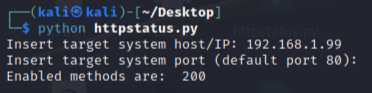 ┌──(kali㉿kali)-[~/Desktop]
└─$ python httpstatus.py
Insert target system host/IP: 192.168.1.99
Insert target system port (default port 80):
Enabled methods are:  200